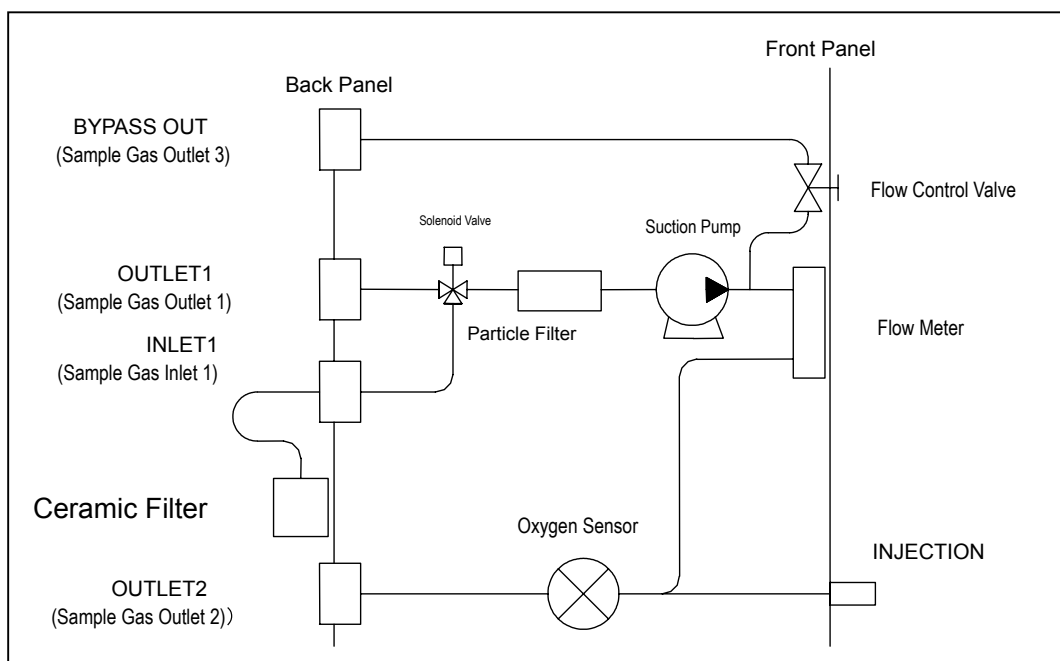 Front Panel
Back Panel
BYPASS OUT
(Sample Gas Outlet 3)
Flow Control Valve
Solenoid Valve
Suction Pump
OUTLET1
(Sample Gas Outlet 1)
Particle Filter
Flow Meter
INLET1
(Sample Gas Inlet 1)
Ceramic Filter
Oxygen Sensor
INJECTION
OUTLET2
(Sample Gas Outlet 2)）